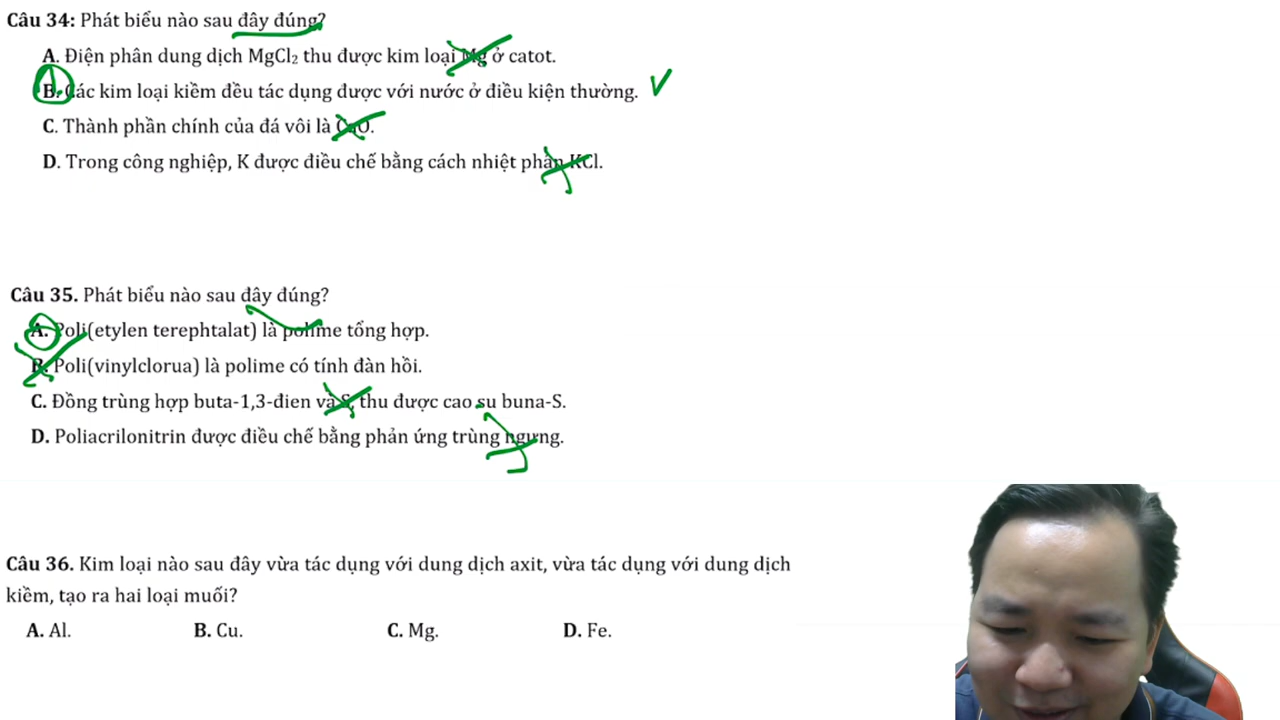 Câu 34: Phát biểu nào sau đây đúng?
A. Điện phân dung dịch MgCl₂ thu được kim loại Mg ở catot.
B. Các kim loại kiềm đều tác dụng được với nước ở điều kiện thường.
C. Thành phần chính của đá vôi là CaO.
D. Trong công nghiệp, K được điều chế bằng cách nhiệt phân KCl.
Câu 35. Phát biểu nào sau đây đúng?
A. Poli(etylen terephtalat) là polime tổng hợp.
B. Poli(vinylclorua) là polime có tính đàn hồi.
C. Đồng trùng hợp buta-1,3-đien và S, thu được cao su buna-S.
D. Poliacrilonitrin được điều chế bằng phản ứng trùng ngưng.
Câu 36. Kim loại nào sau đây vừa tác dụng với dung dịch axit, vừa tác dụng với dung dịch
kiềm, tạo ra hai loại muối?
A. Al. B. Cu. C. Mg. D. Fe.